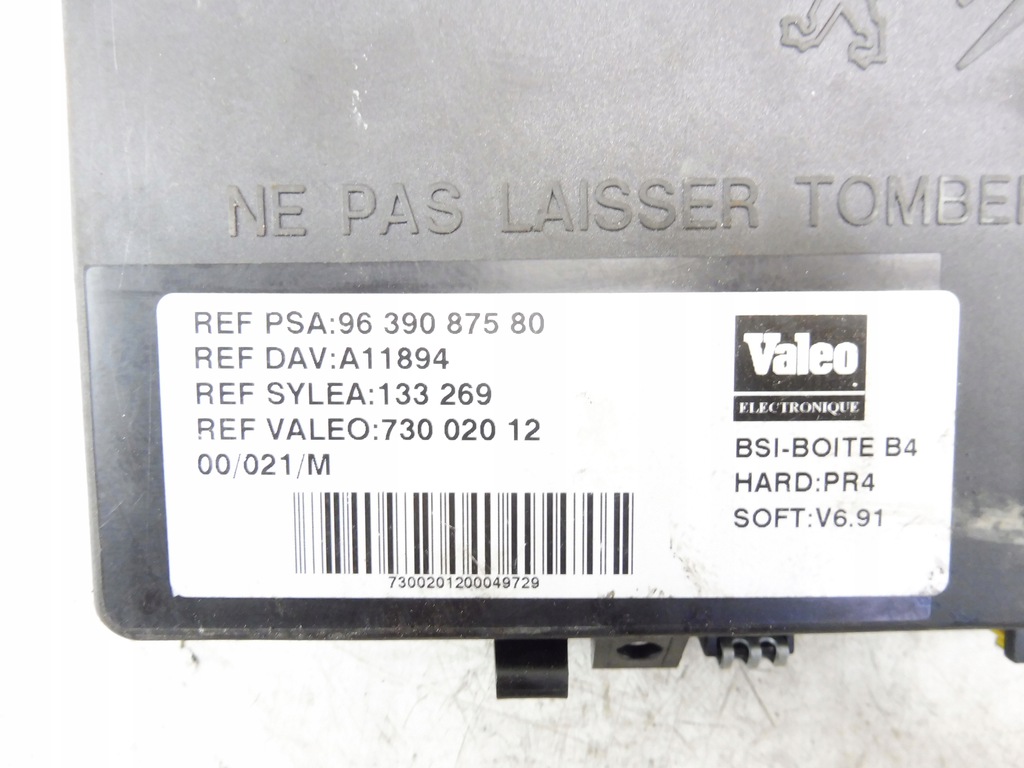 NE PAS LAISSER TOMBER
REF PSA:96 390 875 80
REF DAV:A11894
REF SYLEA:133 269
REF VALEO:730 020 12
00/021/M
7300201200049729
Valeo
ELECTRONIQUE
BSI-BOITE B4
HARD:PR4
SOFT:V6.91